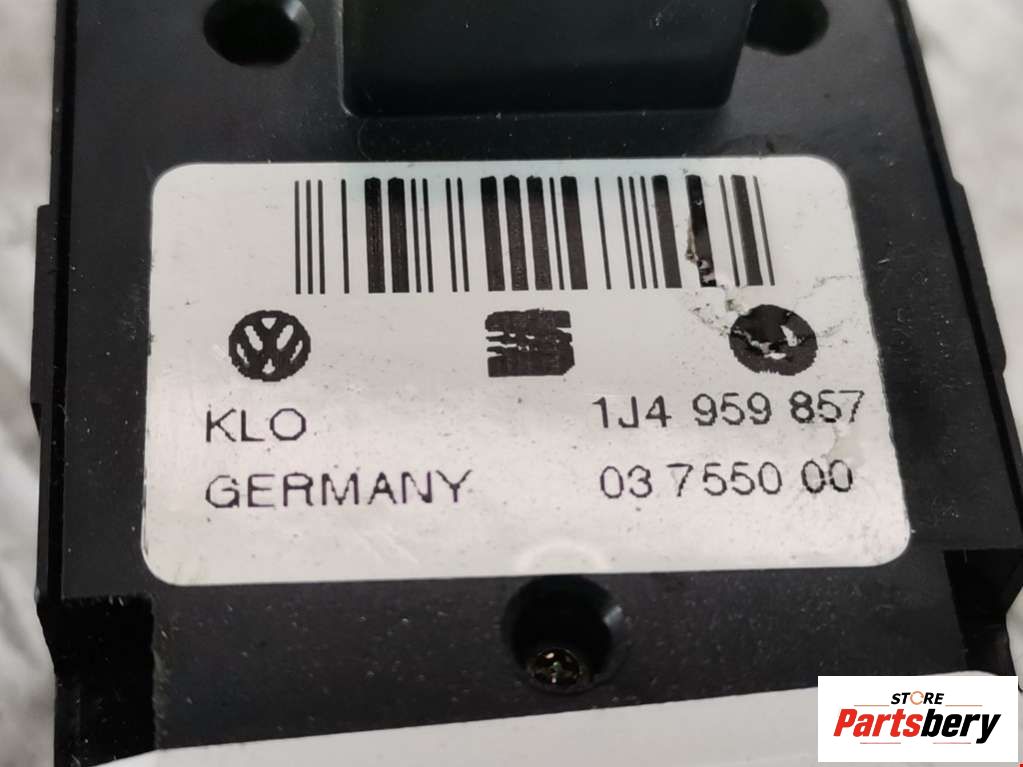 KLO 1J4 959 857
GERMANY 03 7550 00
STORE
Partsbery